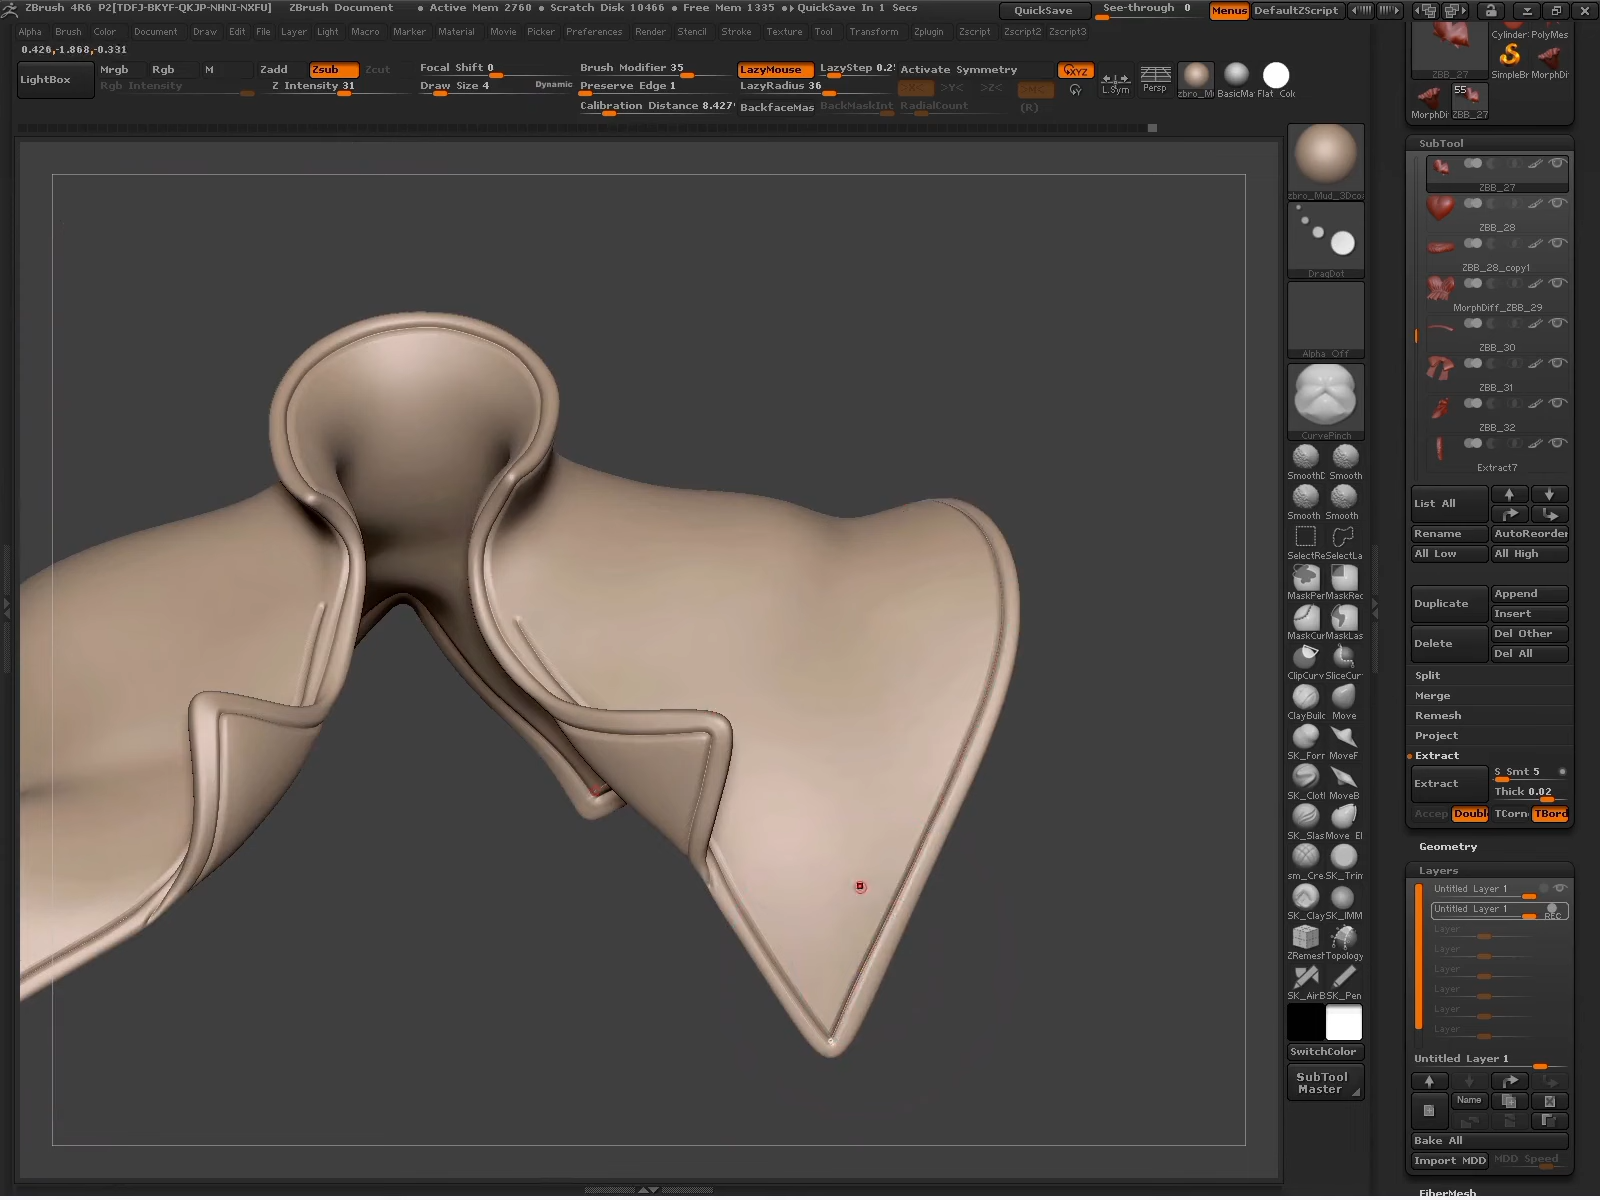 ZBrush 4R6 P2[TDFJ-BKYF-QKJP-NHNI-NXFU] ZBrush Document • Active Mem 2760 • Scratch Disk 10466 • Free Mem 1335 • QuickSave In 1 Secs QuickSave See-through 0 Menus DefaultZScript
Alpha Brush Color Document Draw Edit File Layer Light Macro Marker Material Movie Picker Preferences Render Stencil Stroke Texture Tool Transform Zplugin Zscript Zscript2 Zscript3
0.426,-1.868,-0.331
LightBox
Mrgb Rgb M Zadd Zsub Zcut
Rgb Intensity Z Intensity 31
Focal Shift 0
Draw Size 4 Dynamic
Brush Modifier 35
Preserve Edge 1
Calibration Distance 8.427
LazyMouse LazyStep 0.2
LazyRadius 36
BackfaceMas BackMaskInt
Activate Symmetry
>Y< >Z<
RadialCount (R)
XYZ
L.Sym Persp zbro_M BasicMa Flat Col
zbro_Mud_3Dco
DragDot
Alpha Off
CurvePinch
SmoothD Smooth
Smooth Smooth
SelectRe SelectLa
MaskPer MaskRec
MaskCur MaskLas
ClipCurv SliceCur
ClayBuild Move
SK_Forr MoveF
SK_Clot MoveB
SK_Slas Move El
sm_Cre SK_Trim
SK_Clay SK_IMM
ZRemesh Topology
SK_AirB SK_Pen
SwitchColor
SubTool
Master
ZBB_27
Cylinder: PolyMes
SimpleBr MorphDi
55
MorphDi ZBB_27
SubTool
ZBB_27
ZBB_28
ZBB_28_copy1
MorphDiff_ZBB_29
ZBB_30
ZBB_31
ZBB_32
Extract7
List All
Rename AutoReorder
All Low All High
Duplicate Append
Insert
Delete Del Other
Del All
Split
Merge
Remesh
Project
Extract
Extract S Smt 5
Thick 0.02
Accep Doubl TCorn TBord
Geometry
Layers
Untitled Layer 1
Untitled Layer 1 REC
Layer
Layer
Layer
Layer
Layer
Layer
Untitled Layer 1
Name
Bake All
Import MDD MDD Speed
FiberMesh